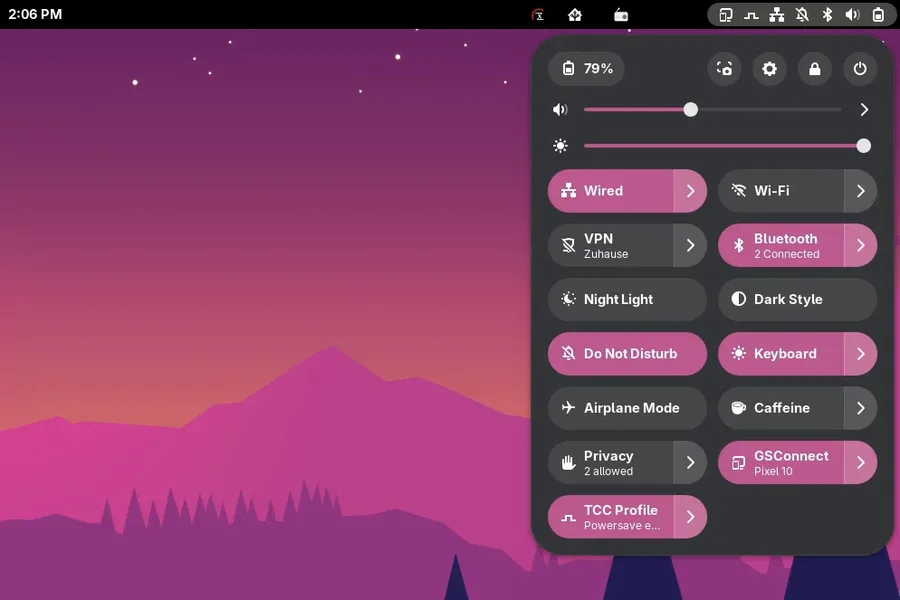 2:06 PM
79%
Wired
Wi-Fi
VPN
Zuhause
Bluetooth
2 Connected
Night Light
Dark Style
Do Not Disturb
Keyboard
Airplane Mode
Caffeine
Privacy
2 allowed
GSConnect
Pixel 10
TCC Profile
Powersave e...